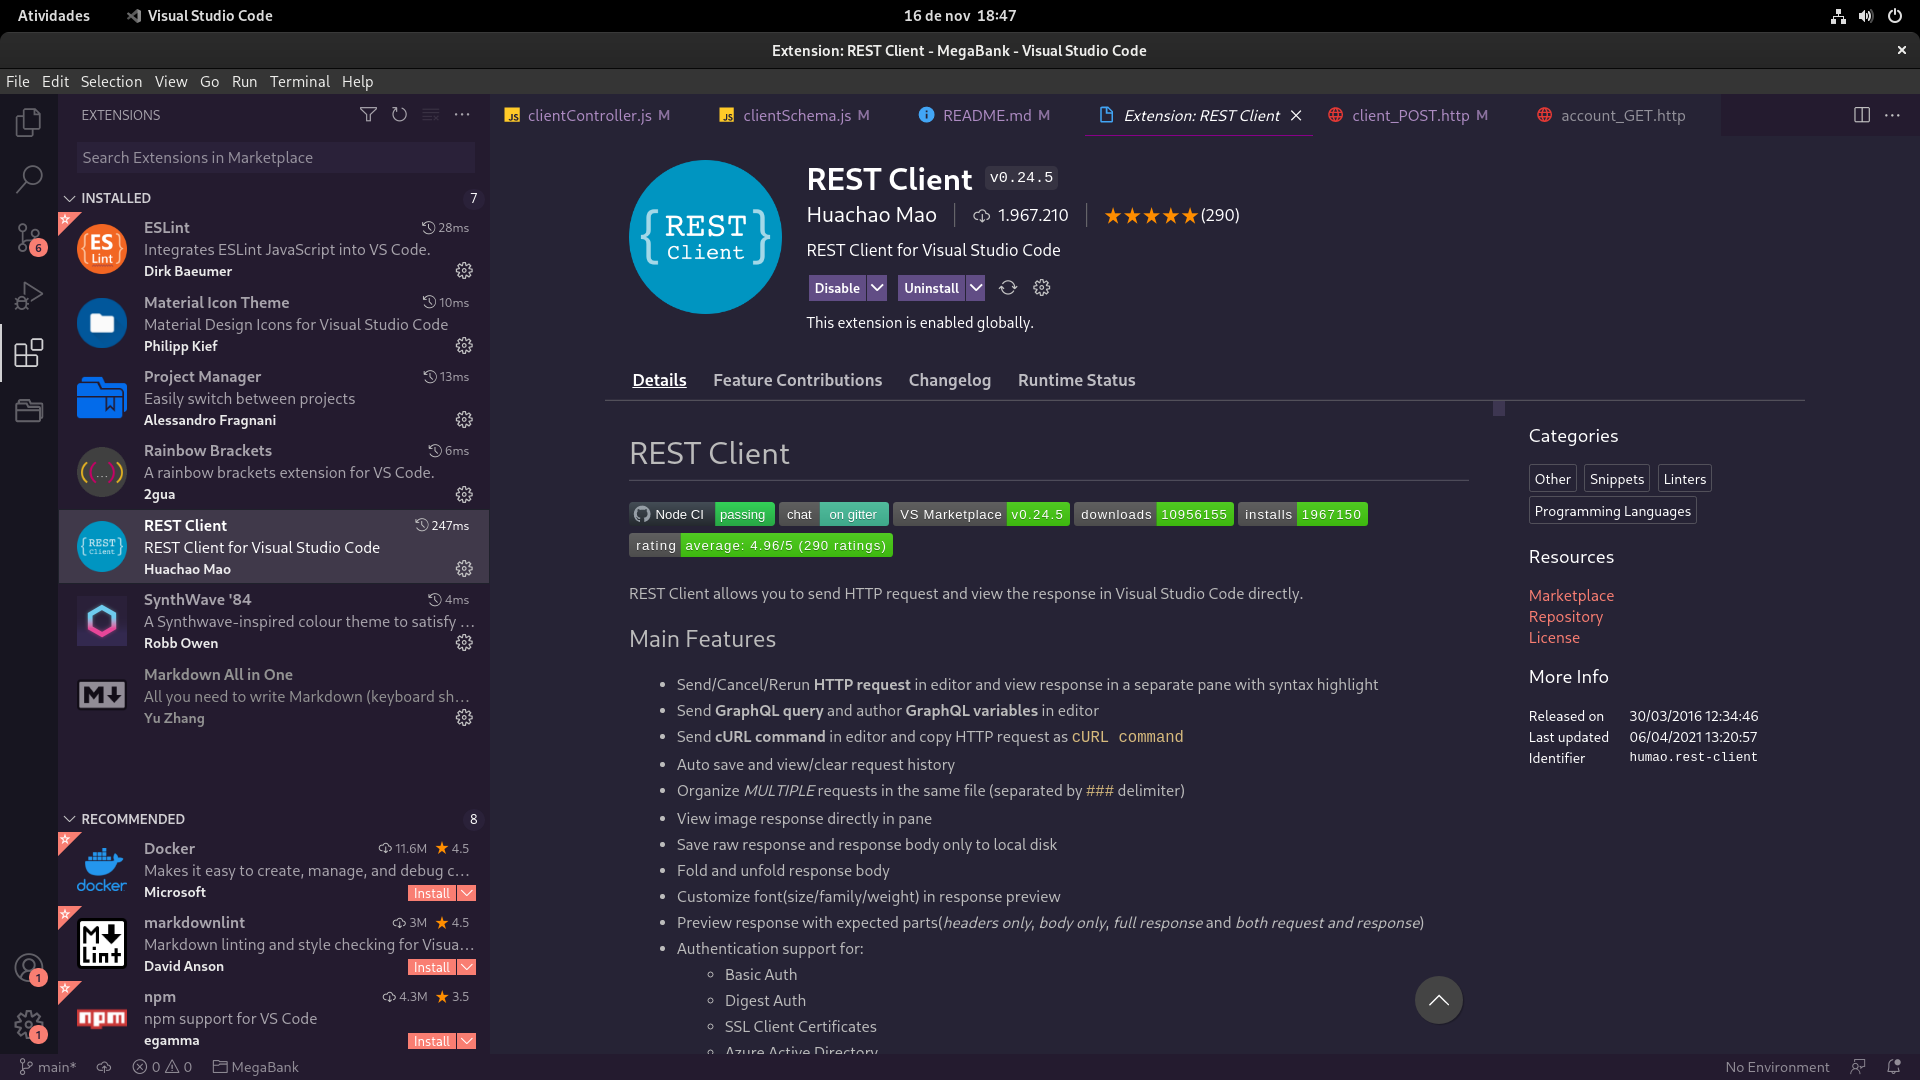 Atividades
Visual Studio Code
16 de nov 18:47
Extension: REST Client - MegaBank - Visual Studio Code
File Edit Selection View Go Run Terminal Help
EXTENSIONS
Search Extensions in Marketplace
INSTALLED 7
ES Lint
ESLint 28ms
Integrates ESLint JavaScript into VS Code.
Dirk Baeumer
Material Icon Theme 10ms
Material Design Icons for Visual Studio Code
Philipp Kief
Project Manager 13ms
Easily switch between projects
Alessandro Fragnani
Rainbow Brackets 6ms
A rainbow brackets extension for VS Code.
2gua
REST Client 247ms
REST Client for Visual Studio Code
Huachao Mao
SynthWave '84 4ms
A Synthwave-inspired colour theme to satisfy ...
Robb Owen
Markdown All in One
All you need to write Markdown (keyboard sh...
Yu Zhang
RECOMMENDED 8
Docker 11.6M 4.5
Makes it easy to create, manage, and debug c...
Microsoft Install
docker
markdownlint 3M 4.5
Markdown linting and style checking for Visua...
David Anson Install
npm 4.3M 3.5
npm support for VS Code
egamma Install
6
1
1
clientController.js M
clientSchema.js M
README.md M
Extension: REST Client
client_POST.http M
account_GET.http
{REST Client}
REST Client v0.24.5
Huachao Mao 1.967.210 ★★★★★(290)
REST Client for Visual Studio Code
Disable Uninstall
This extension is enabled globally.
Details Feature Contributions Changelog Runtime Status
REST Client
Node CI passing chat on gitter VS Marketplace v0.24.5 downloads 10956155 installs 1967150
rating average: 4.96/5 (290 ratings)
REST Client allows you to send HTTP request and view the response in Visual Studio Code directly.
Main Features
• Send/Cancel/Rerun HTTP request in editor and view response in a separate pane with syntax highlight
• Send GraphQL query and author GraphQL variables in editor
• Send cURL command in editor and copy HTTP request as cURL command
• Auto save and view/clear request history
• Organize MULTIPLE requests in the same file (separated by ### delimiter)
• View image response directly in pane
• Save raw response and response body only to local disk
• Fold and unfold response body
• Customize font(size/family/weight) in response preview
• Preview response with expected parts(headers only, body only, full response and both request and response)
• Authentication support for:
◦ Basic Auth
◦ Digest Auth
◦ SSL Client Certificates
◦ Azure Active Directory
Categories
Other Snippets Linters
Programming Languages
Resources
Marketplace
Repository
License
More Info
Released on 30/03/2016 12:34:46
Last updated 06/04/2021 13:20:57
Identifier humao.rest-client
main* 0 0 MegaBank
No Environment